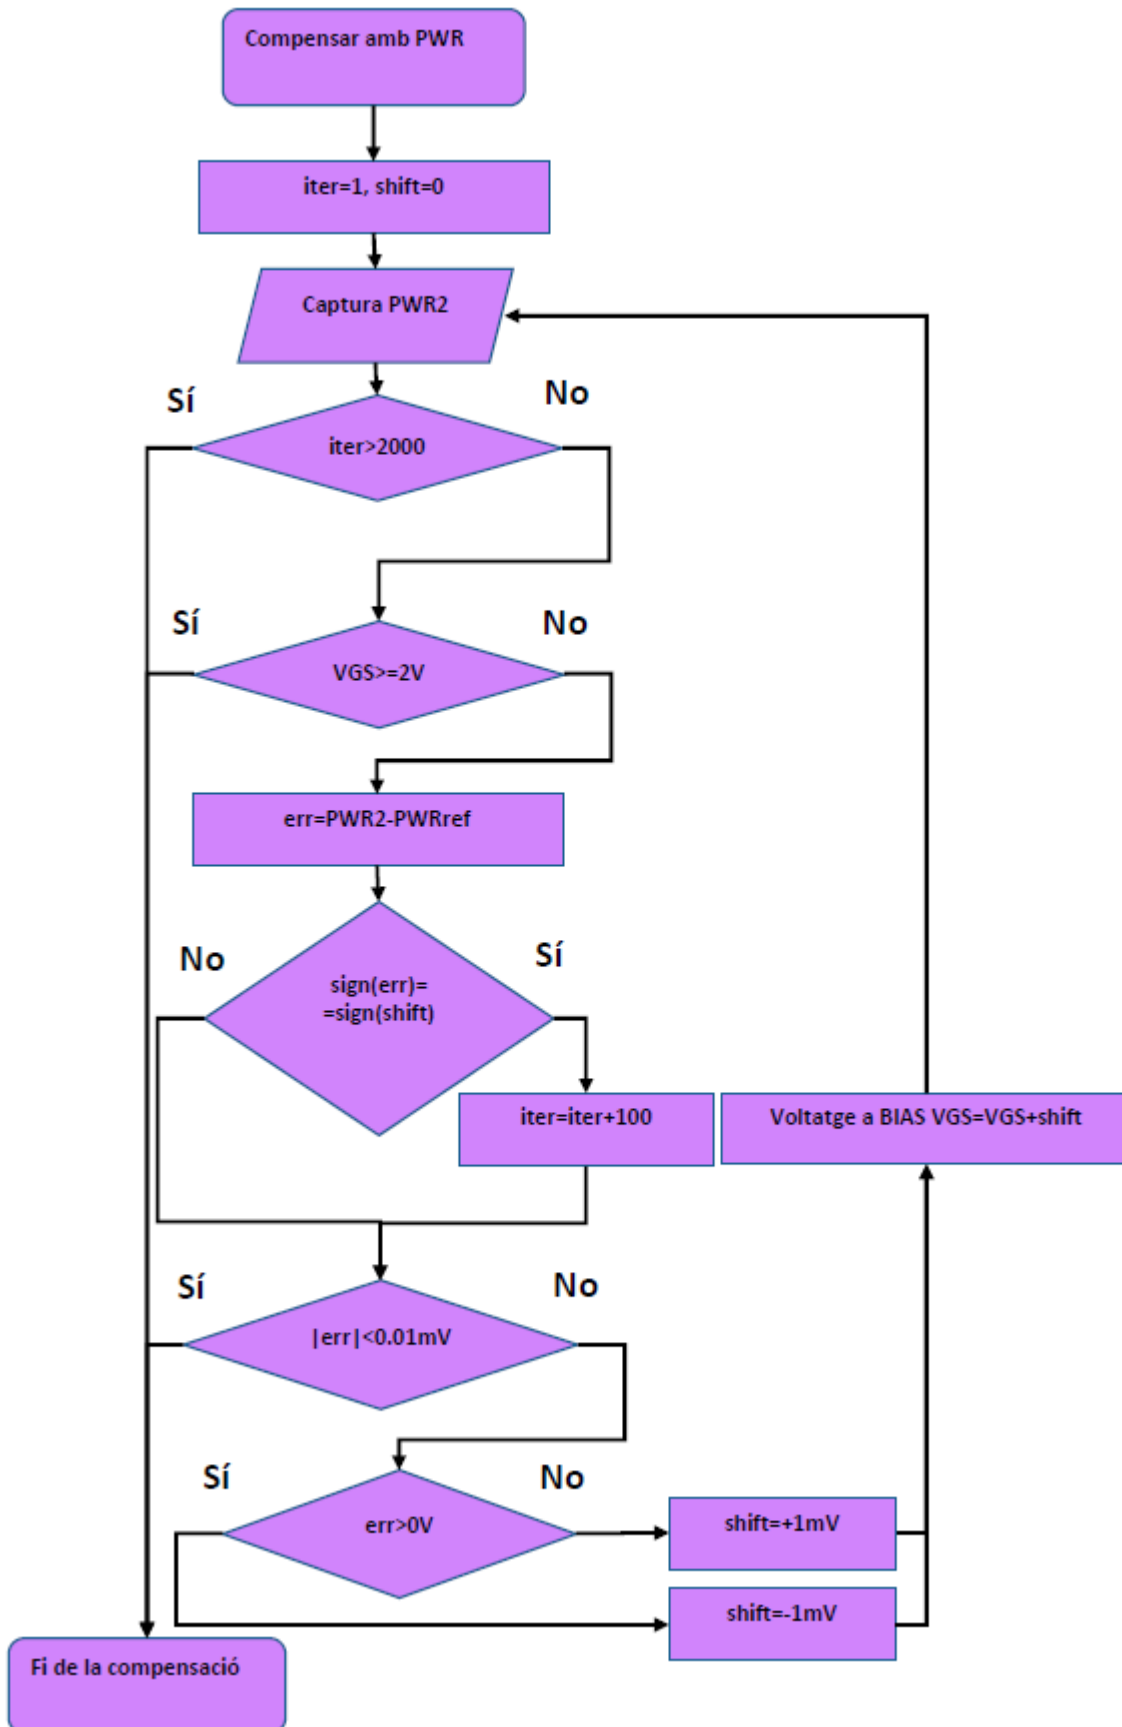 Compensar amb PWR
iter=1, shift=0
Captura PWR2
Sí
No
iter>2000
Sí
No
VGS>=2V
err=PWR2-PWRref
No
Sí
sign(err)=
=sign(shift)
iter=iter+100
Voltatge a BIAS VGS=VGS+shift
Sí
No
|err|<0.01mV
Sí
No
err>0V
shift=+1mV
shift=-1mV
Fi de la compensació